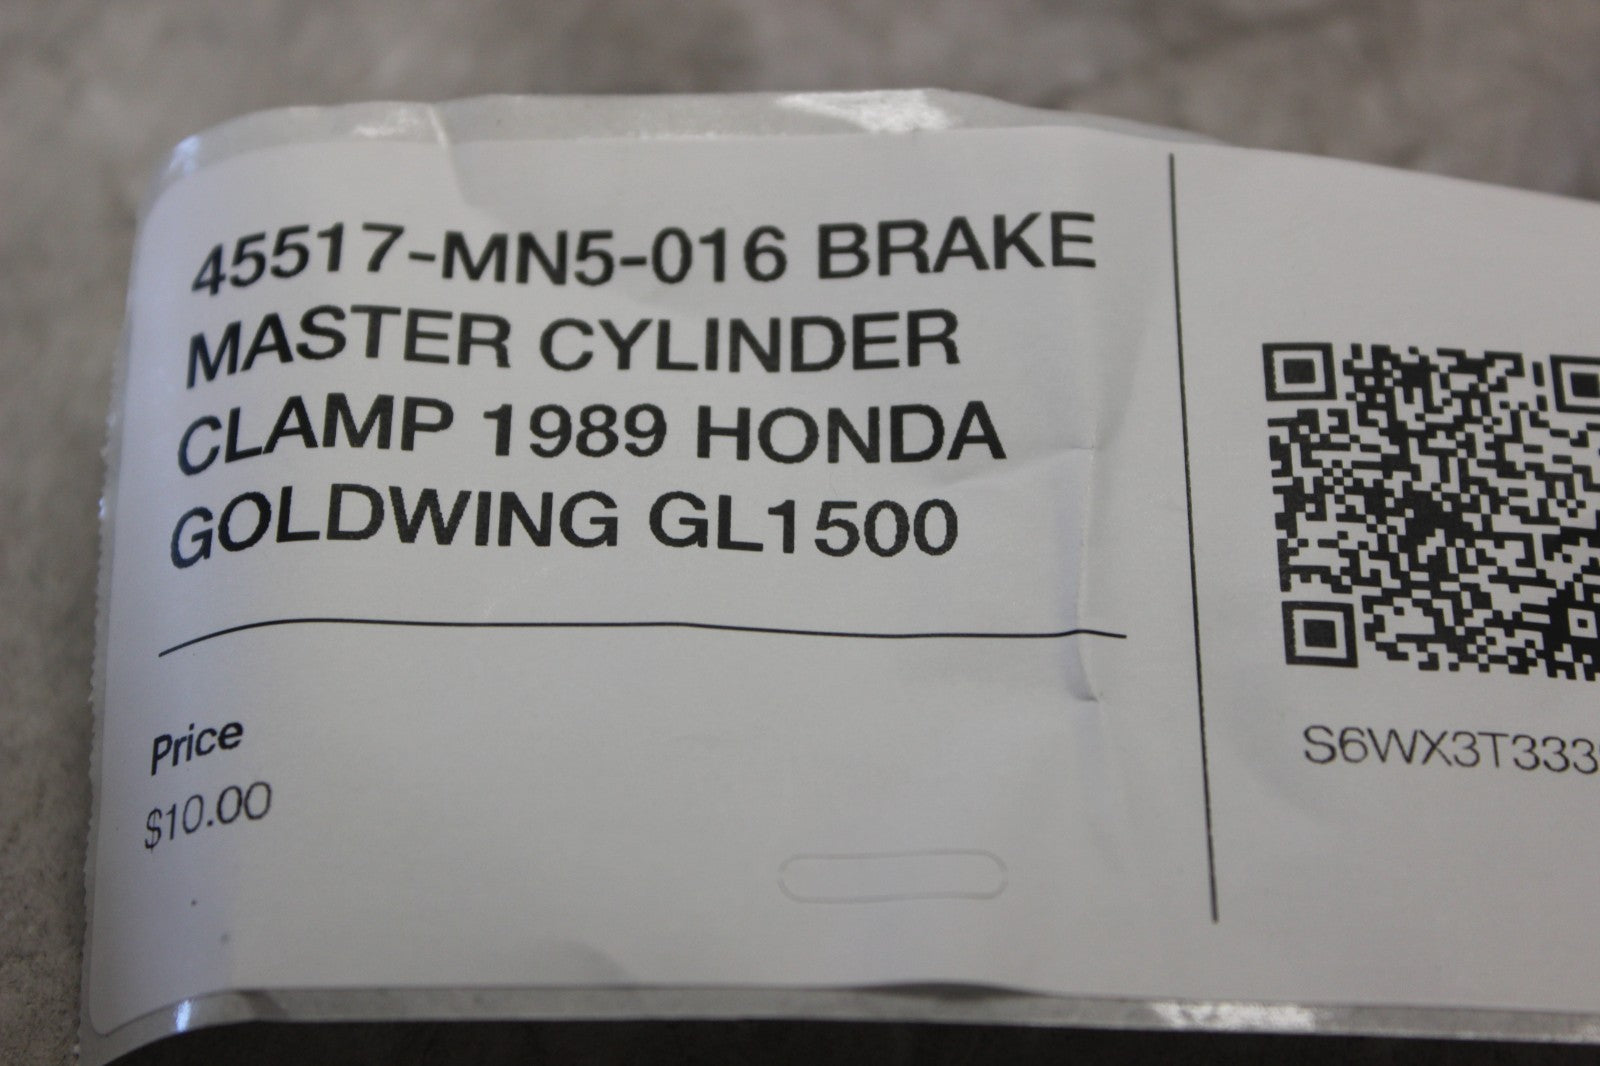 45517-MN5-016 BRAKE
MASTER CYLINDER
CLAMP 1989 HONDA
GOLDWING GL1500
Price
$10.00